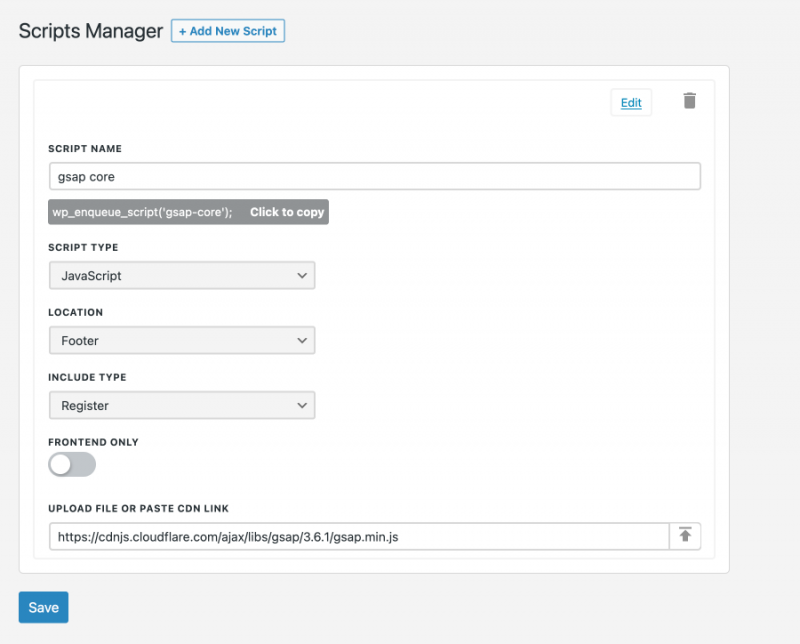 Scripts Manager + Add New Script
Edit
SCRIPT NAME
gsap core
wp_enqueue_script('gsap-core'); Click to copy
SCRIPT TYPE
JavaScript
LOCATION
Footer
INCLUDE TYPE
Register
FRONTEND ONLY
UPLOAD FILE OR PASTE CDN LINK
https://cdnjs.cloudflare.com/ajax/libs/gsap/3.6.1/gsap.min.js
Save